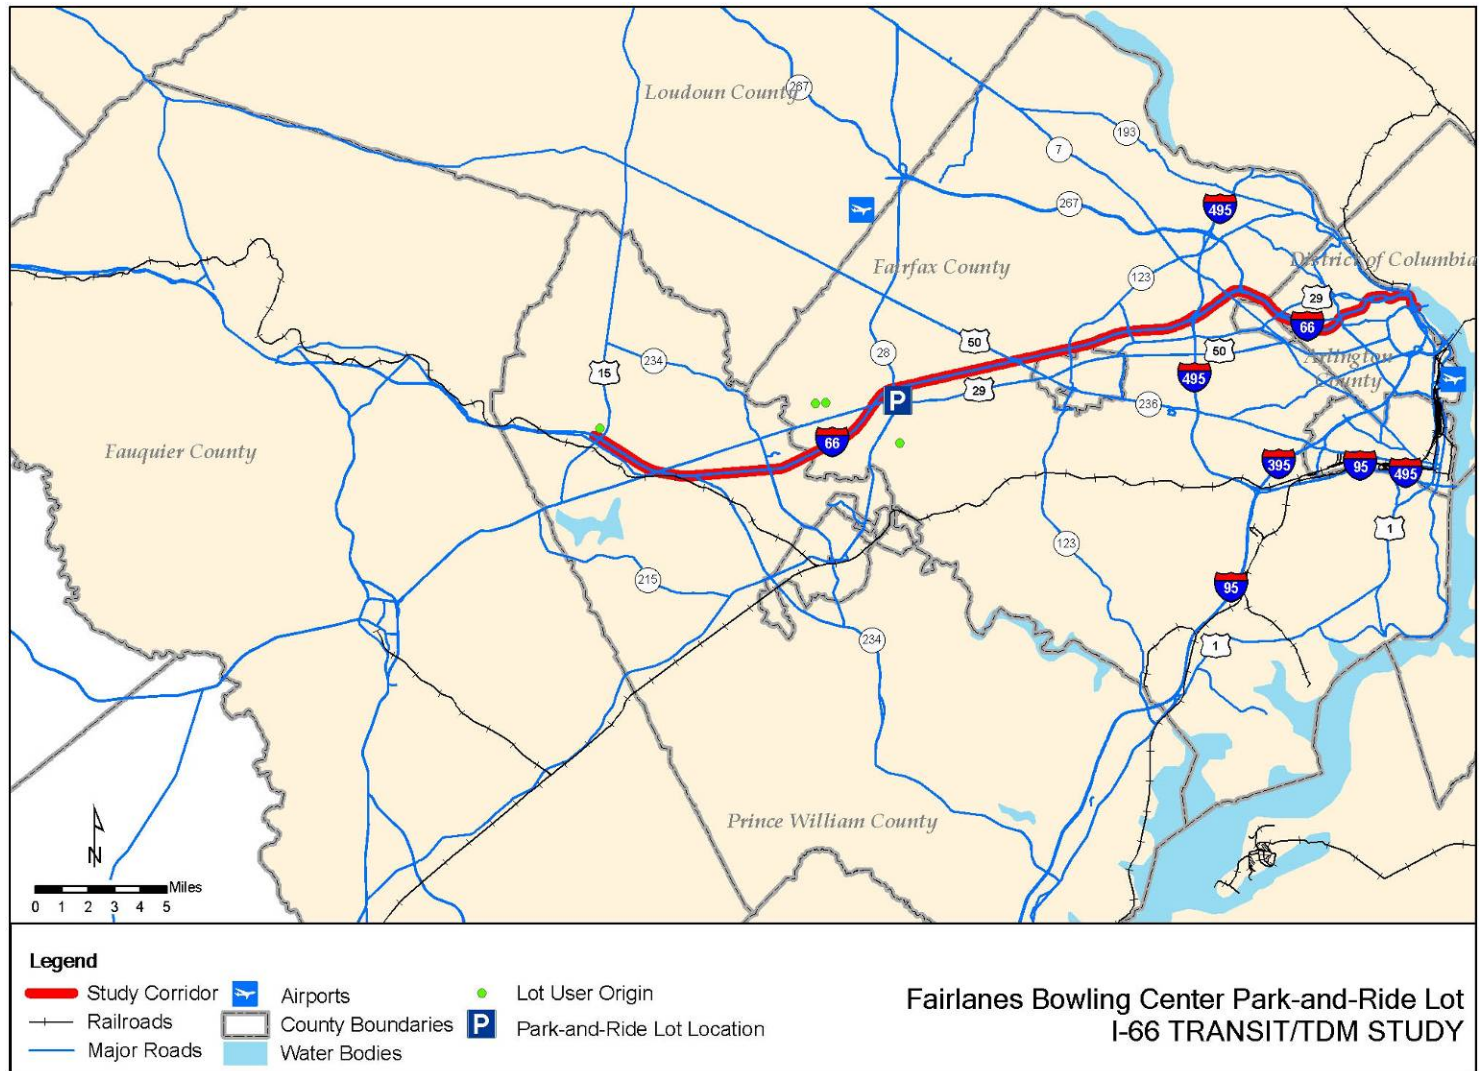 Loudoun County
267
193
7
495
267
Fairfax County
District of Columbia
123
29
66
50
28
234
15
50
Arlington
County
495
29
P
236
66
Fauquier County
395
95
495
1
123
215
95
234
1
Prince William County
N
Miles
0 1 2 3 4 5
Legend
Study Corridor
Airports
Lot User Origin
Railroads
County Boundaries
P
Park-and-Ride Lot Location
Major Roads
Water Bodies
Fairlanes Bowling Center Park-and-Ride Lot
I-66 TRANSIT/TDM STUDY